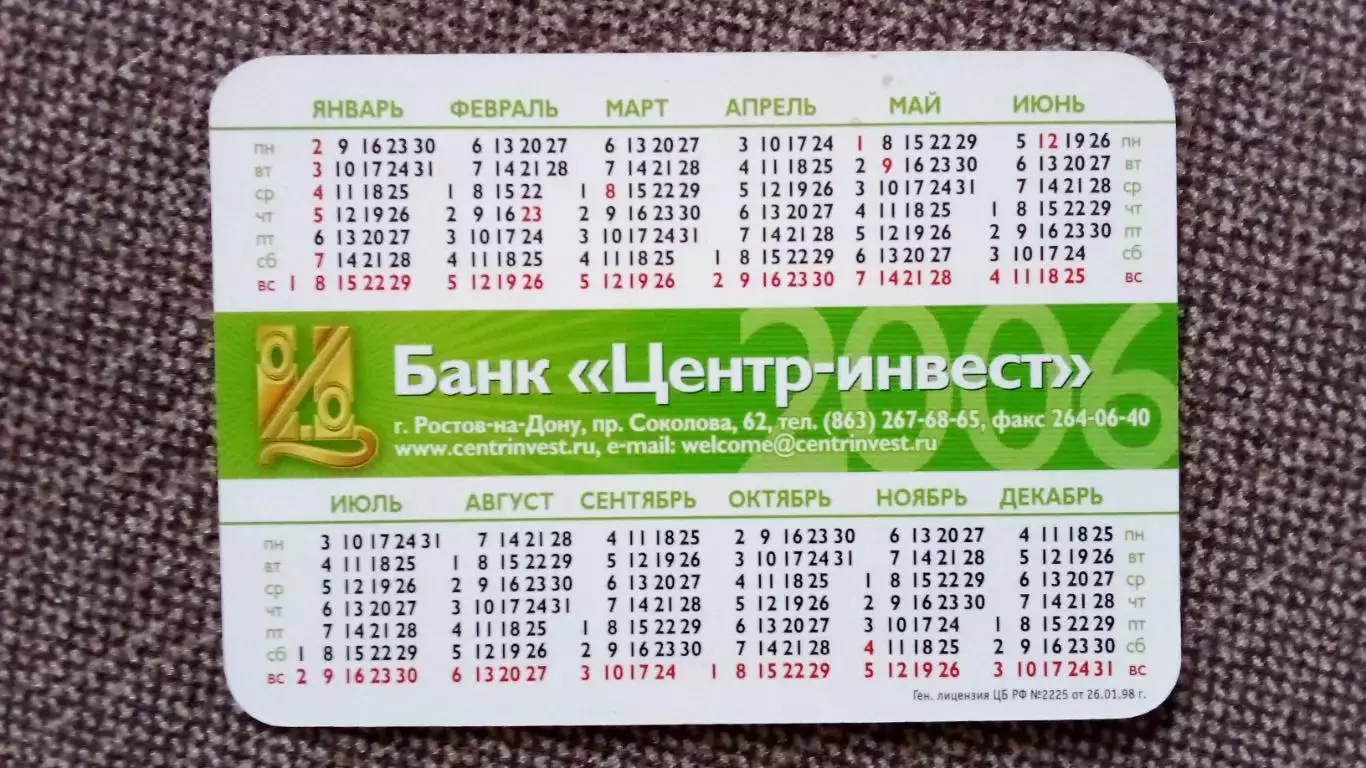 ЯНВАРЬ ФЕВРАЛЬ МАРТ АПРЕЛЬ МАЙ ИЮНЬ
пн 2 9 16 23 30 6 13 20 27 6 13 20 27 3 10 17 24 1 8 15 22 29 5 12 19 26 пн
вт 3 10 17 24 31 7 14 21 28 7 14 21 28 4 11 18 25 2 9 16 23 30 6 13 20 27 вт
ср 4 11 18 25 1 8 15 22 1 8 15 22 29 5 12 19 26 3 10 17 24 31 7 14 21 28 ср
чт 5 12 19 26 2 9 16 23 2 9 16 23 30 6 13 20 27 4 11 18 25 1 8 15 22 29 чт
пт 6 13 20 27 3 10 17 24 3 10 17 24 31 7 14 21 28 5 12 19 26 2 9 16 23 30 пт
сб 7 14 21 28 4 11 18 25 4 11 18 25 1 8 15 22 29 6 13 20 27 3 10 17 24 сб
вс 1 8 15 22 29 5 12 19 26 5 12 19 26 2 9 16 23 30 7 14 21 28 4 11 18 25 вс
2006
Банк «Центр-инвест»
г. Ростов-на-Дону, пр. Соколова, 62, тел. (863) 267-68-65, факс 264-06-40
www.centrinvest.ru, e-mail: welcome@centrinvest.ru
ИЮЛЬ АВГУСТ СЕНТЯБРЬ ОКТЯБРЬ НОЯБРЬ ДЕКАБРЬ
пн 3 10 17 24 31 7 14 21 28 4 11 18 25 2 9 16 23 30 6 13 20 27 4 11 18 25 пн
вт 4 11 18 25 1 8 15 22 29 5 12 19 26 3 10 17 24 31 7 14 21 28 5 12 19 26 вт
ср 5 12 19 26 2 9 16 23 30 6 13 20 27 4 11 18 25 1 8 15 22 29 6 13 20 27 ср
чт 6 13 20 27 3 10 17 24 31 7 14 21 28 5 12 19 26 2 9 16 23 30 7 14 21 28 чт
пт 7 14 21 28 4 11 18 25 1 8 15 22 29 6 13 20 27 3 10 17 24 1 8 15 22 29 пт
сб 1 8 15 22 29 5 12 19 26 2 9 16 23 30 7 14 21 28 4 11 18 25 2 9 16 23 30 сб
вс 2 9 16 23 30 6 13 20 27 3 10 17 24 1 8 15 22 29 5 12 19 26 3 10 17 24 31 вс
Ген. лицензия ЦБ РФ №2225 от 26.01.98 г.